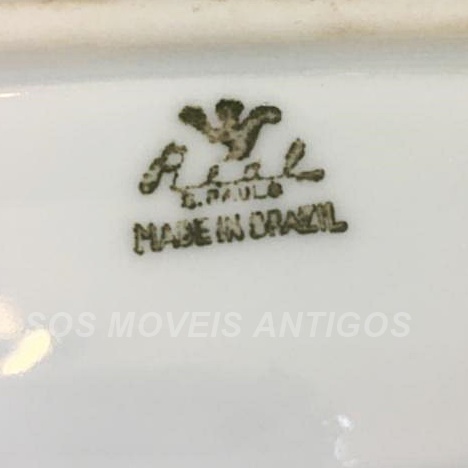 Real
S. PAULO
MADE IN BRAZIL
SOS MOVEIS ANTIGOS